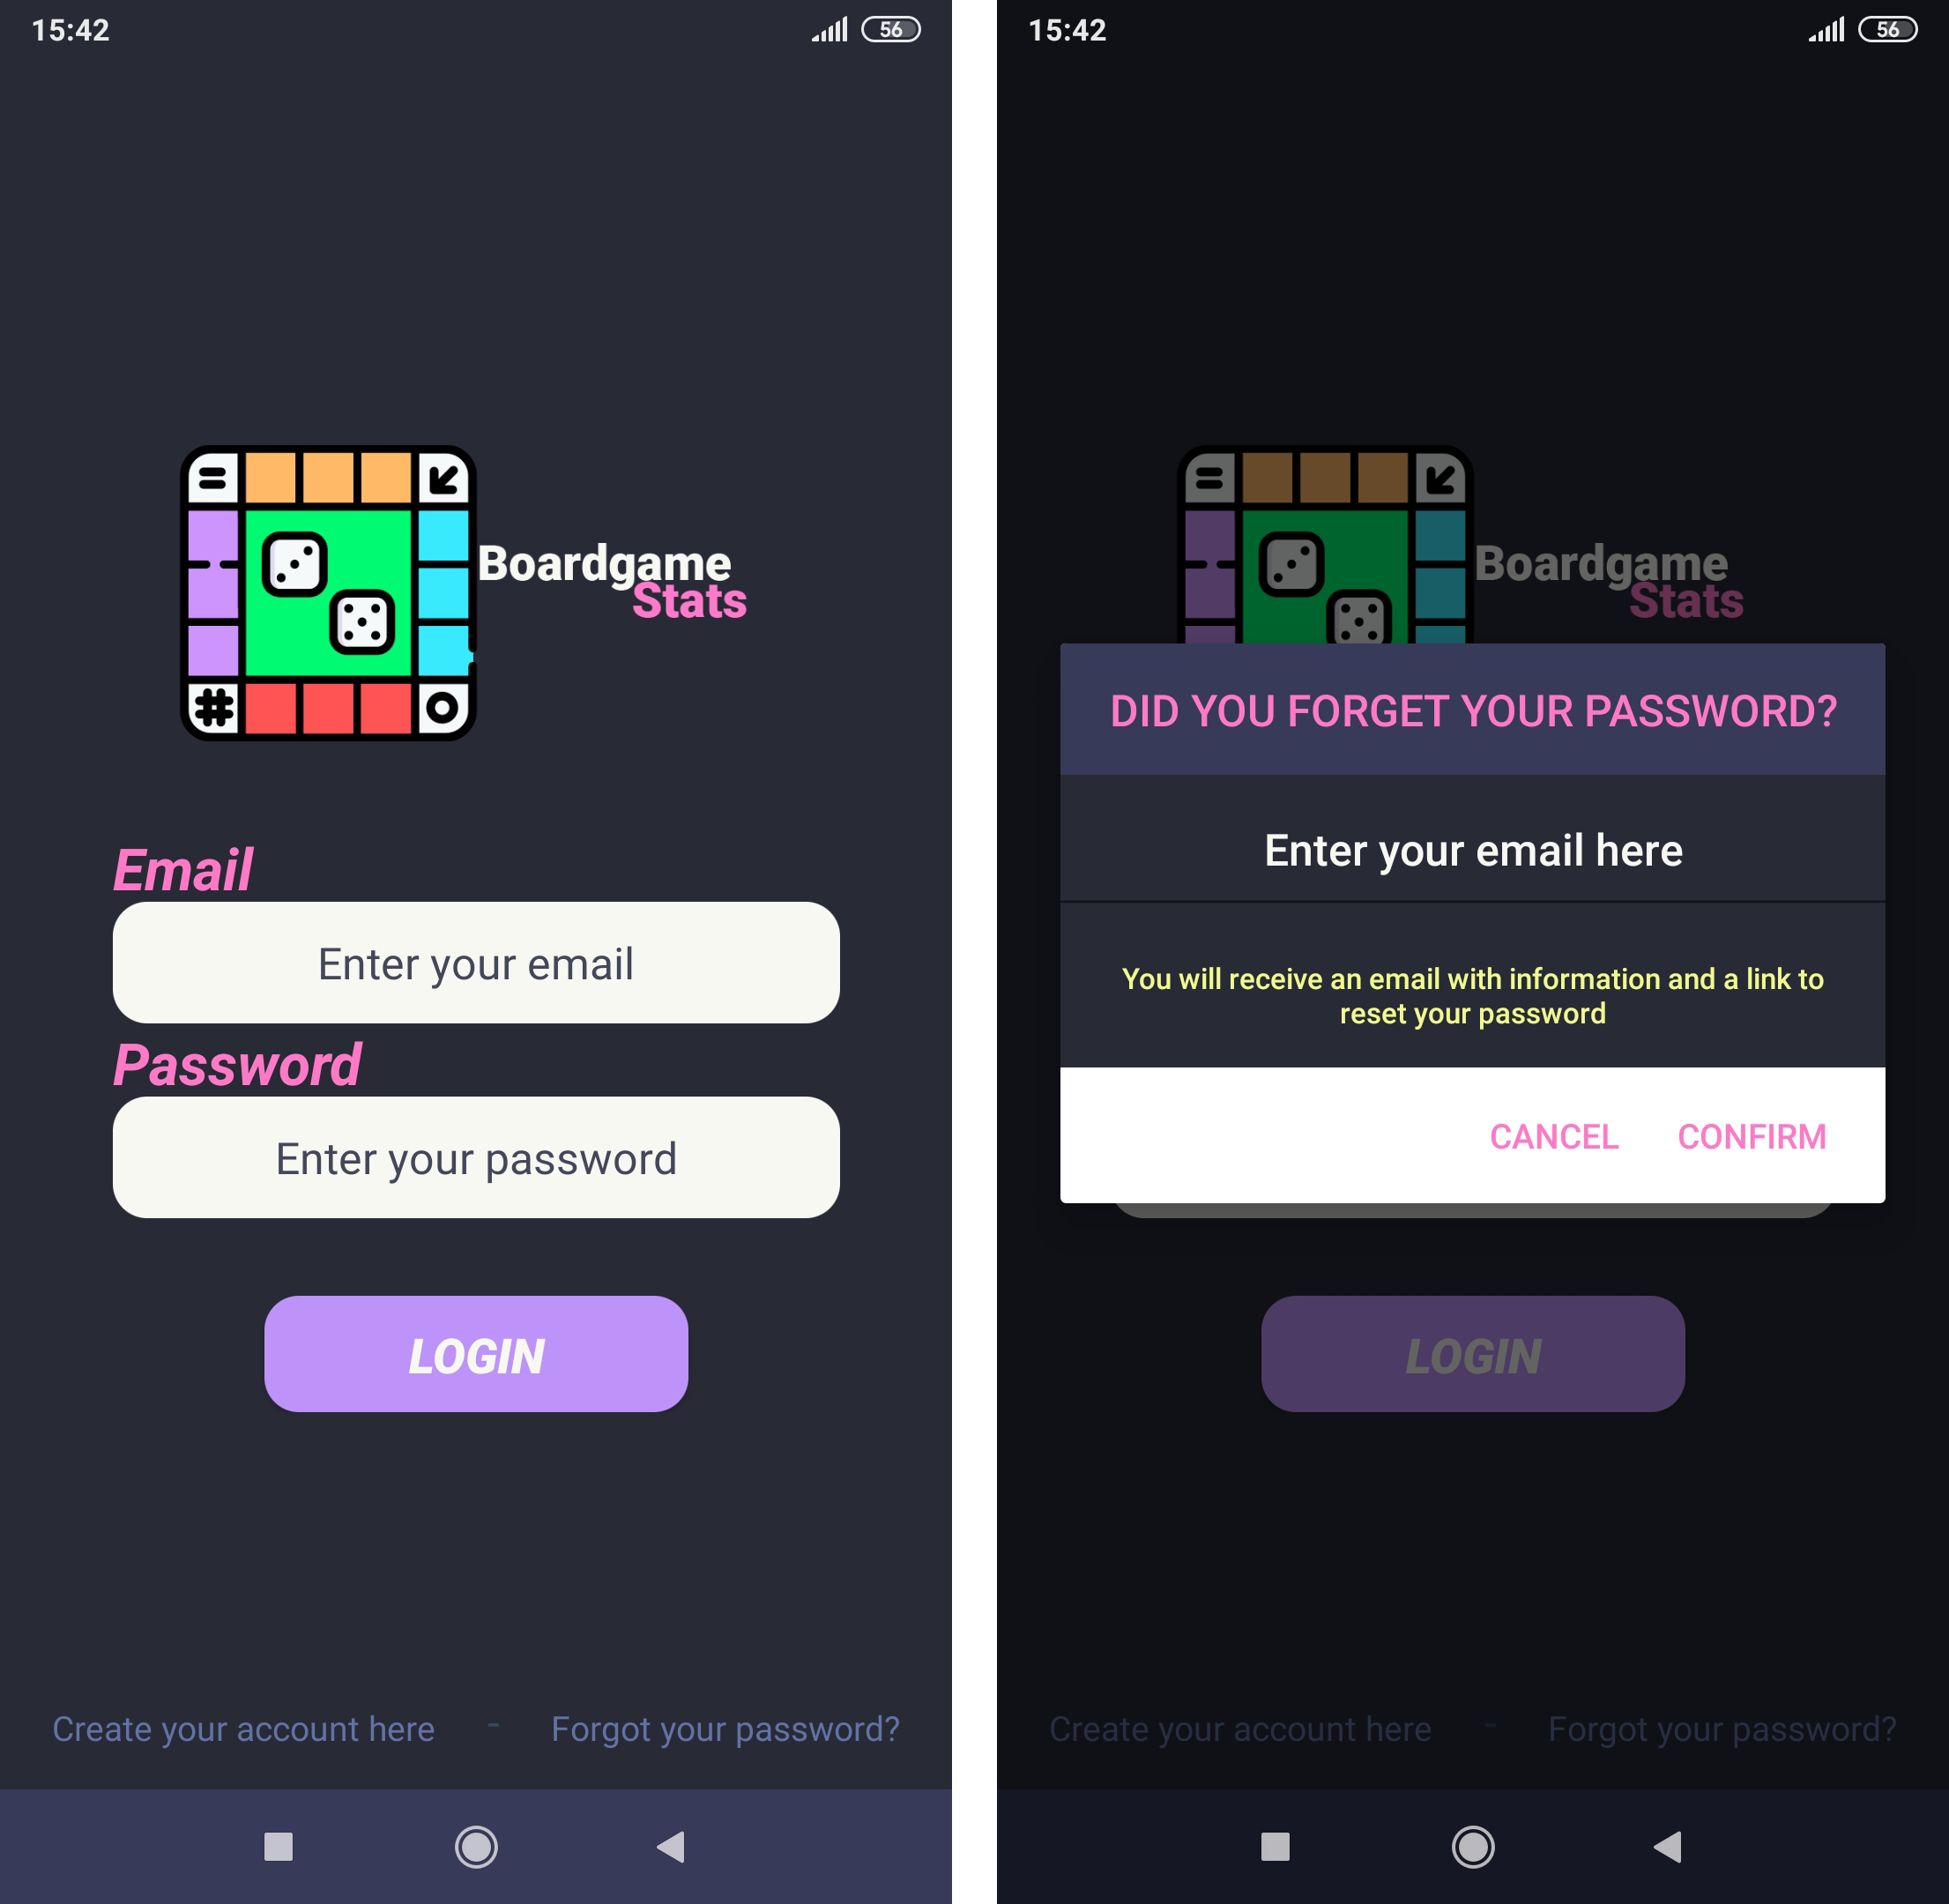 15:42
56
Boardgame
Stats
Email
Enter your email
Password
Enter your password
LOGIN
Create your account here - Forgot your password?
15:42
56
Boardgame
Stats
DID YOU FORGET YOUR PASSWORD?
Enter your email here
You will receive an email with information and a link to
reset your password
CANCEL CONFIRM
LOGIN
Create your account here - Forgot your password?